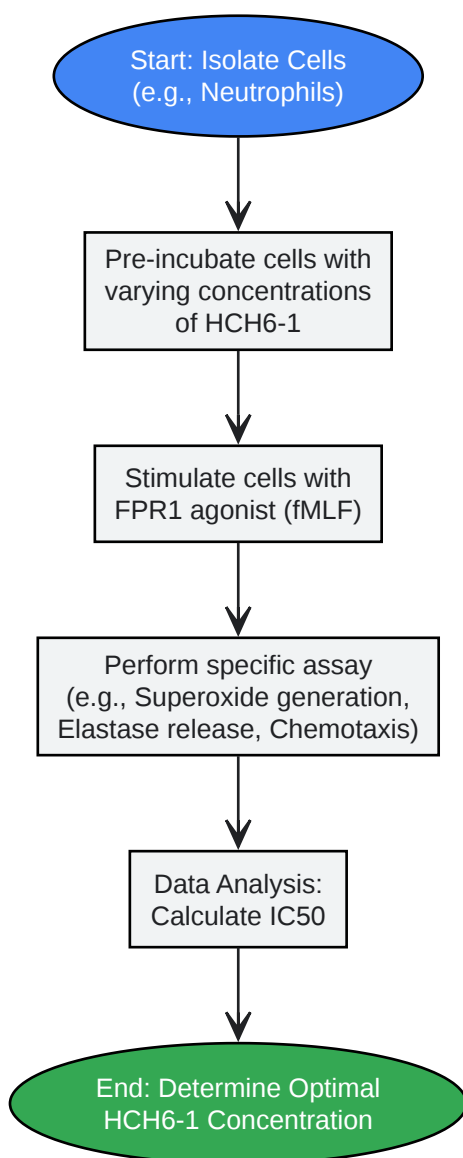 Start: Isolate Cells
(e.g., Neutrophils)
Pre-incubate cells with
varying concentrations
of HCH6-1
Stimulate cells with
FPR1 agonist (fMLF)
Perform specific assay
(e.g., Superoxide generation,
Elastase release, Chemotaxis)
Data Analysis:
Calculate IC50
End: Determine Optimal
HCH6-1 Concentration